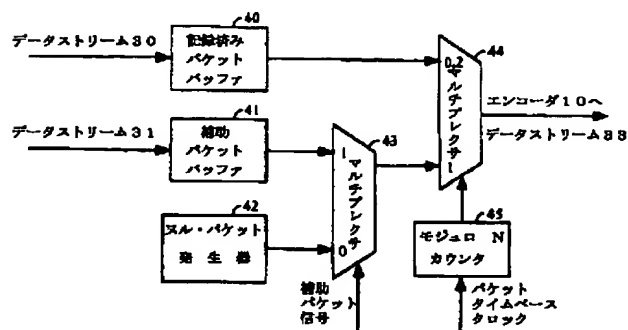 40
データストリーム30
記録済み
パケット
バッファ
44
0,2
マルチプレクサ
1
エンコーダ10へ
データストリーム33
41
データストリーム31
補助
パケット
バッファ
43
1
マルチプレクサ
0
42
ヌル・パケット
発生器
45
モジュロ N
カウンタ
補助
パケット
信号
パケット
タイムベース
クロック